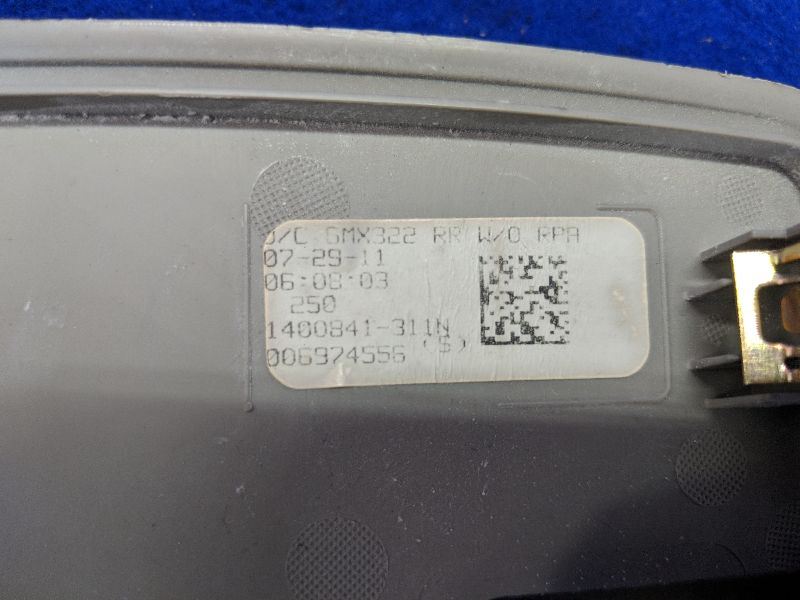 J/C GMX322 RR W/O RPA
07-29-11
06:08:03
250
1400841-311N
(S)
006974556